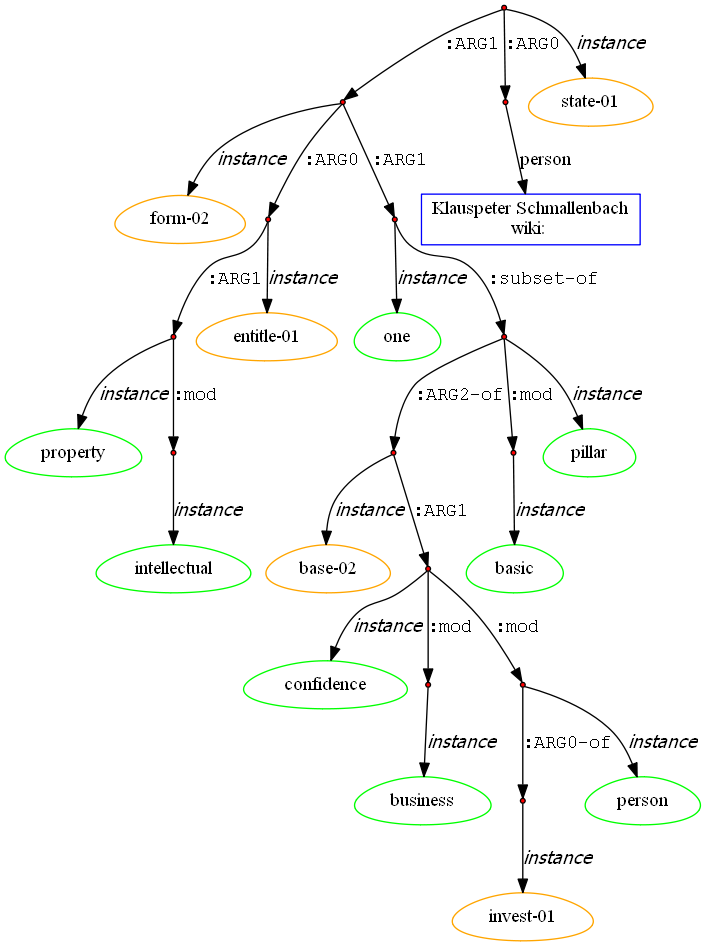 :ARG1 :ARG0 instance
state-01
instance :ARG0 :ARG1 person
Klauspeter Schmallenbach
wiki:
form-02
:ARG1 instance instance :subset-of
entitle-01 one
instance :mod :ARG2-of :mod instance
property pillar
instance instance :ARG1 instance
intellectual base-02 basic
instance :mod :mod
confidence
instance :ARG0-of instance
business person
instance
invest-01